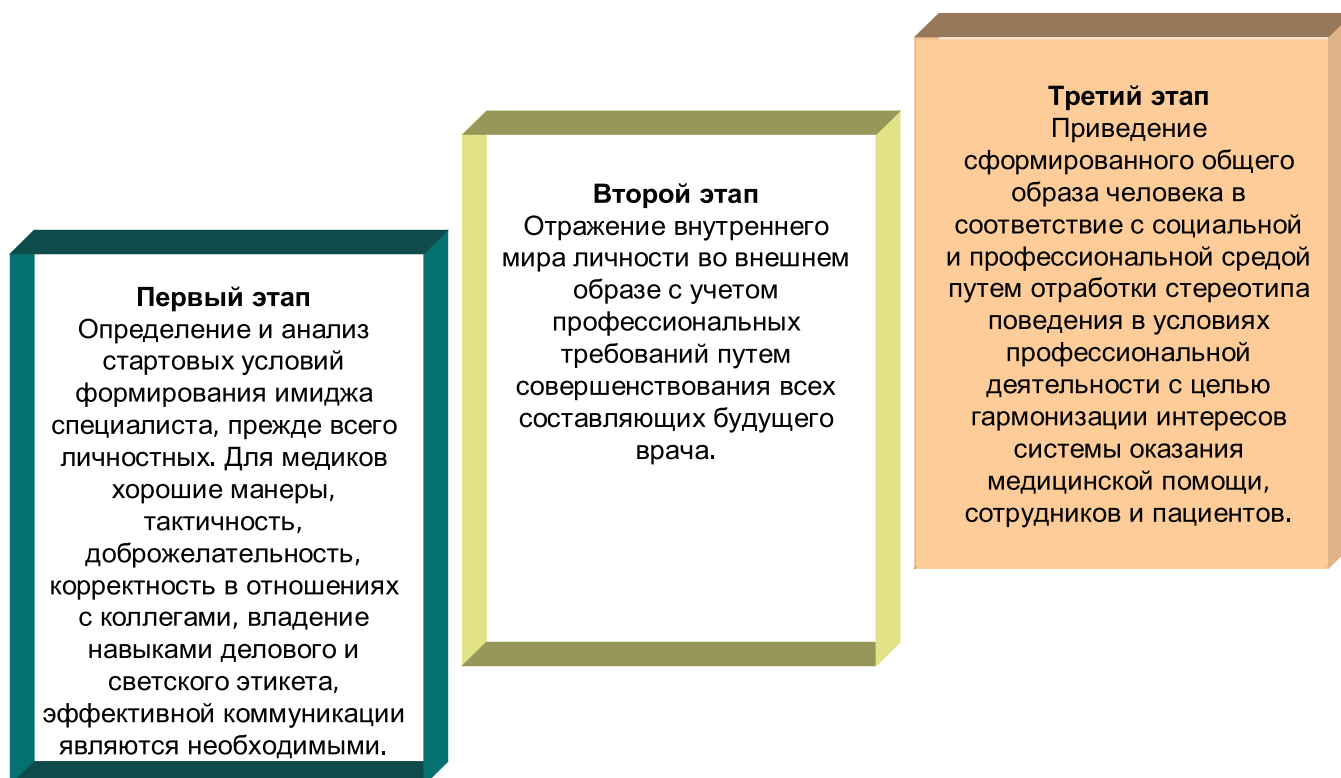 Первый этап
Определение и анализ
стартовых условий
формирования имиджа
специалиста, прежде всего
личностных. Для медиков
хорошие манеры,
тактичность,
доброжелательность,
корректность в отношениях
с коллегами, владение
навыками делового и
светского этикета,
эффективной коммуникации
являются необходимыми.
Второй этап
Отражение внутреннего
мира личности во внешнем
образе с учетом
профессиональных
требований путем
совершенствования всех
составляющих будущего
врача.
Третий этап
Приведение
сформированного общего
образа человека в
соответствие с социальной
и профессиональной средой
путем отработки стереотипа
поведения в условиях
профессиональной
деятельности с целью
гармонизации интересов
системы оказания
медицинской помощи,
сотрудников и пациентов.